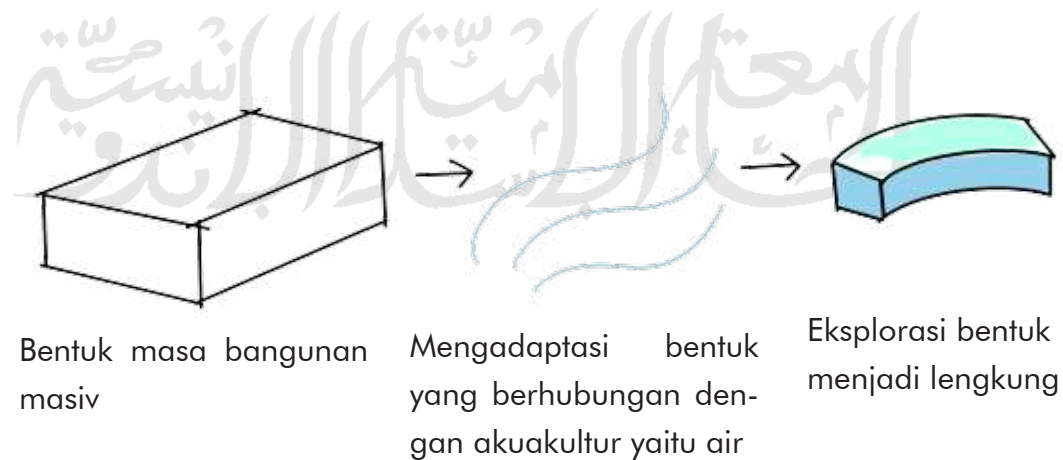 Bentuk masa bangunan
masiv
Mengadaptasi bentuk
yang berhubungan den-
gan akuakultur yaitu air
Eksplorasi bentuk
menjadi lengkung